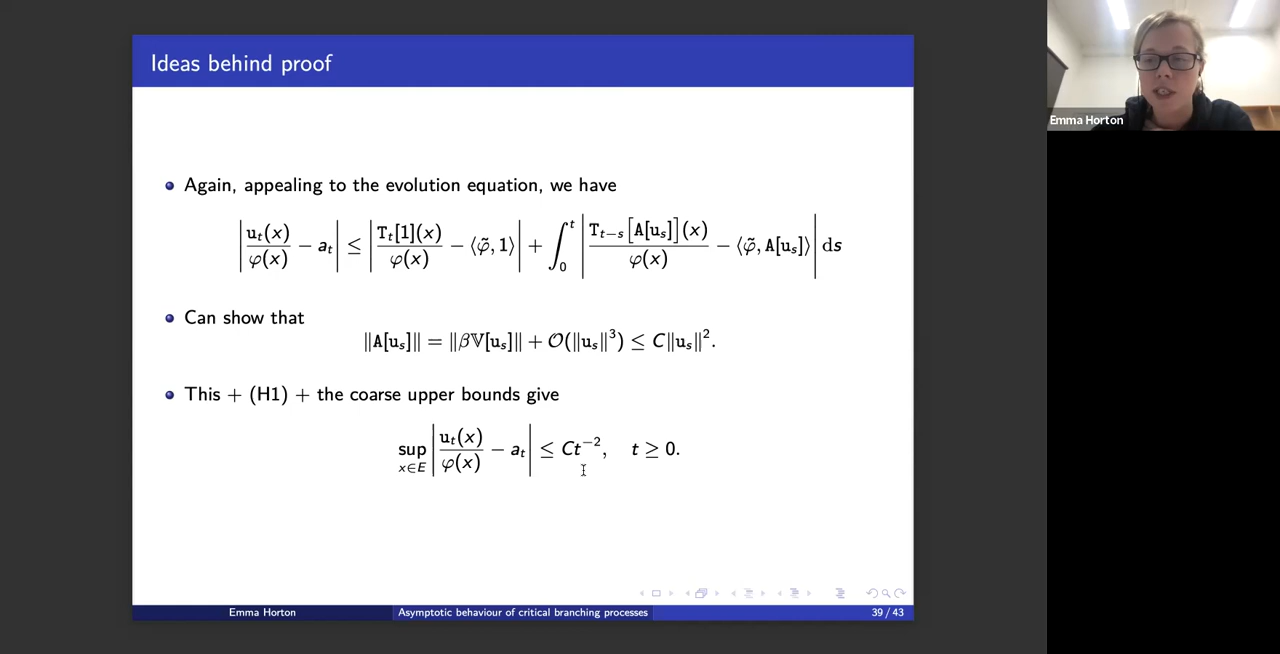 Ideas behind proof
Emma Horton
Again, appealing to the evolution equation, we have
| u_t(x)/φ(x) − a_t | ≤ | T_t[1](x)/φ(x) − ⟨φ̃, 1⟩ | + ∫_0^t | T_{t−s}[A[u_s]](x)/φ(x) − ⟨φ̃, A[u_s]⟩ | ds
Can show that
‖A[u_s]‖ = ‖β𝕍[u_s]‖ + 𝒪(‖u_s‖³) ≤ C‖u_s‖².
This + (H1) + the coarse upper bounds give
sup_{x∈E} | u_t(x)/φ(x) − a_t | ≤ Ct⁻², t ≥ 0.
Emma Horton Asymptotic behaviour of critical branching processes 39 / 43